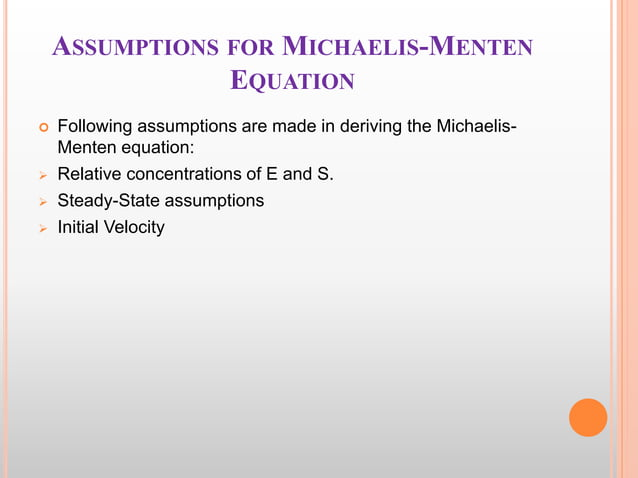 Assumptions for Michaelis-Menten
Equation
Following assumptions are made in deriving the Michaelis-
Menten equation:
Relative concentrations of E and S.
Steady-State assumptions
Initial Velocity